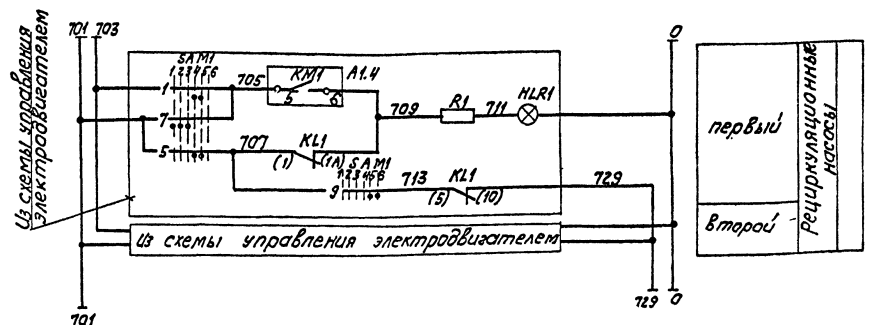 701 703
0
Из схемы управления
электродвигателем
SAM1
123456
1
705
KM1
A1.4
5 6
709
R1
711
HLR1
7
5
707
KL1
(1) (1A)
SAM1
123456
9
713
KL1
(5) (10)
729
Из схемы управления электродвигателем
701
729
0
первый
второй
Рециркуляционные
насосы